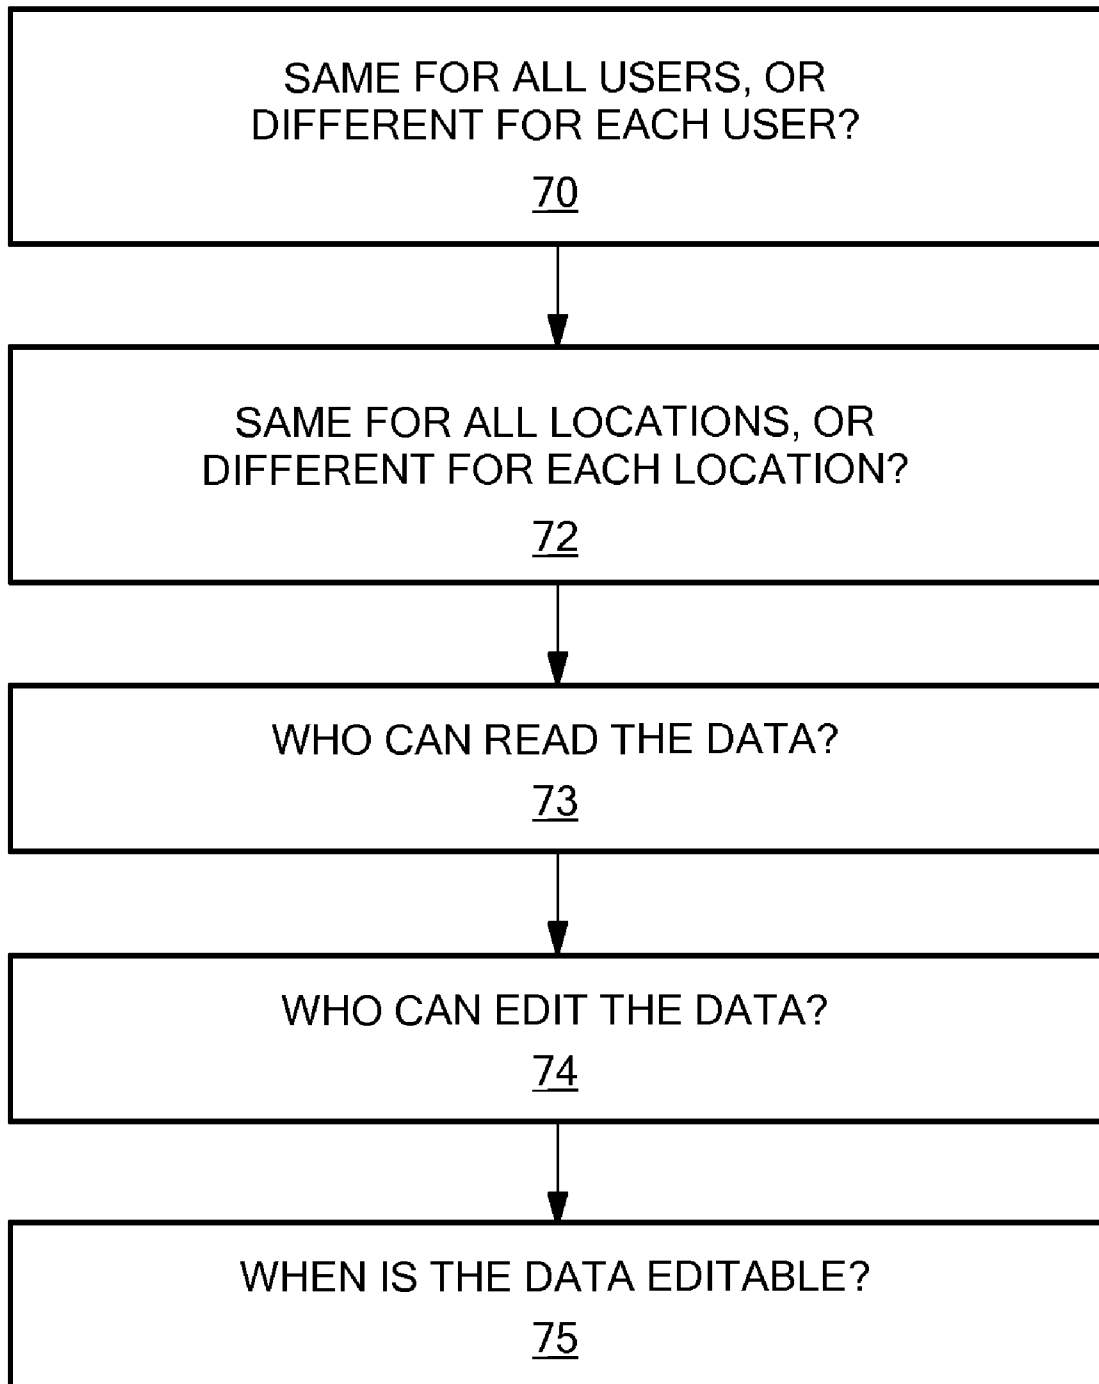 SAME FOR ALL USERS, OR
DIFFERENT FOR EACH USER?
70
SAME FOR ALL LOCATIONS, OR
DIFFERENT FOR EACH LOCATION?
72
WHO CAN READ THE DATA?
73
WHO CAN EDIT THE DATA?
74
WHEN IS THE DATA EDITABLE?
75